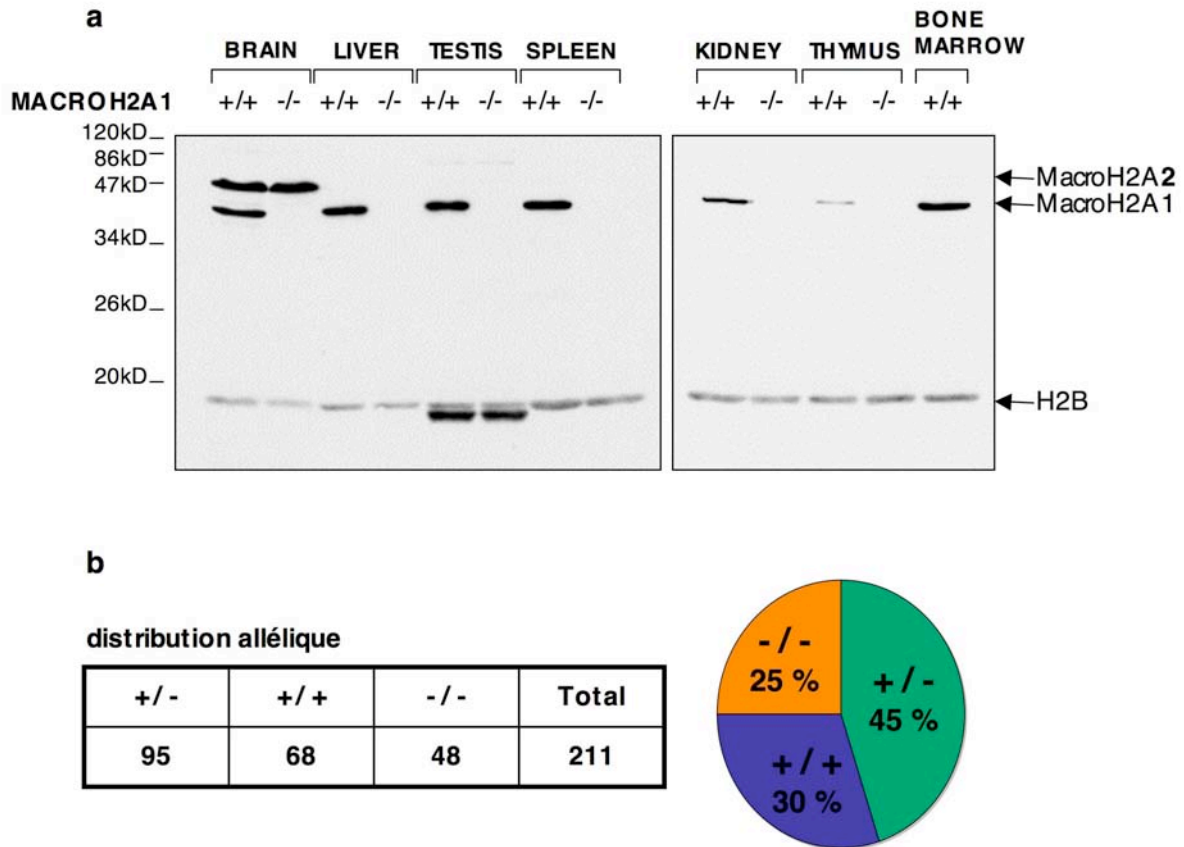 a
BRAIN LIVER TESTIS SPLEEN KIDNEY THYMUS BONE MARROW
MACROH2A1 +/+ -/- +/+ -/- +/+ -/- +/+ -/- +/+ -/- +/+ -/- +/+
120kD
86kD
47kD
34kD
26kD
20kD
MacroH2A2
MacroH2A1
H2B
b
distribution allélique
+/- +/+ -/- Total
95 68 48 211
-/-
25 %
+/-
45 %
+/+
30 %